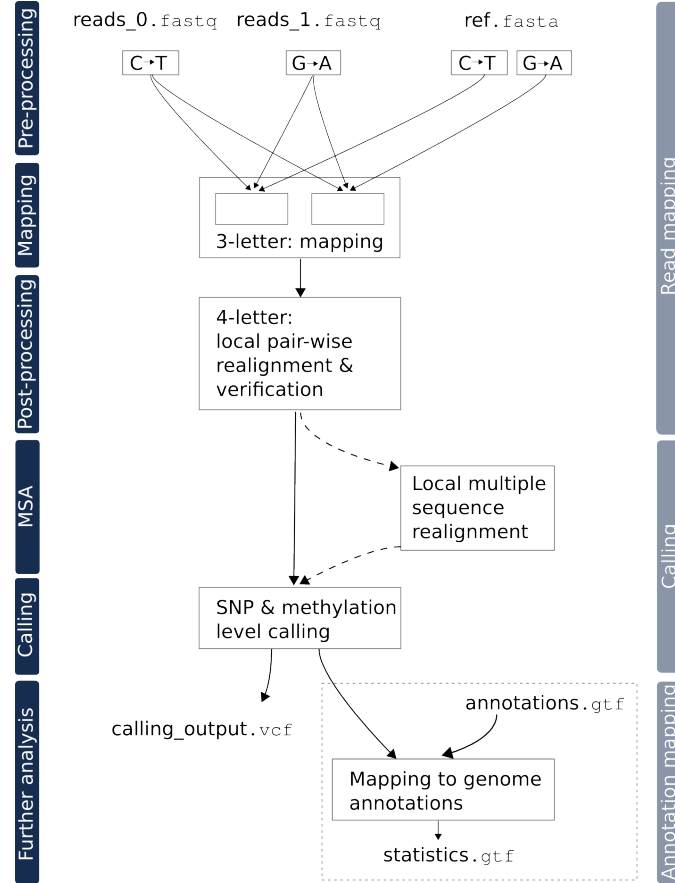 Pre-processing
Mapping
Post-processing
MSA
Calling
Further analysis
reads_0.fastq
reads_1.fastq
ref.fasta
C→T
G→A
C→T
G→A
3-letter: mapping
4-letter:
local pair-wise
realignment &
verification
Local multiple
sequence
realignment
SNP & methylation
level calling
calling_output.vcf
annotations.gtf
Mapping to genome
annotations
statistics.gtf
Read mapping
Calling
Annotation mapping